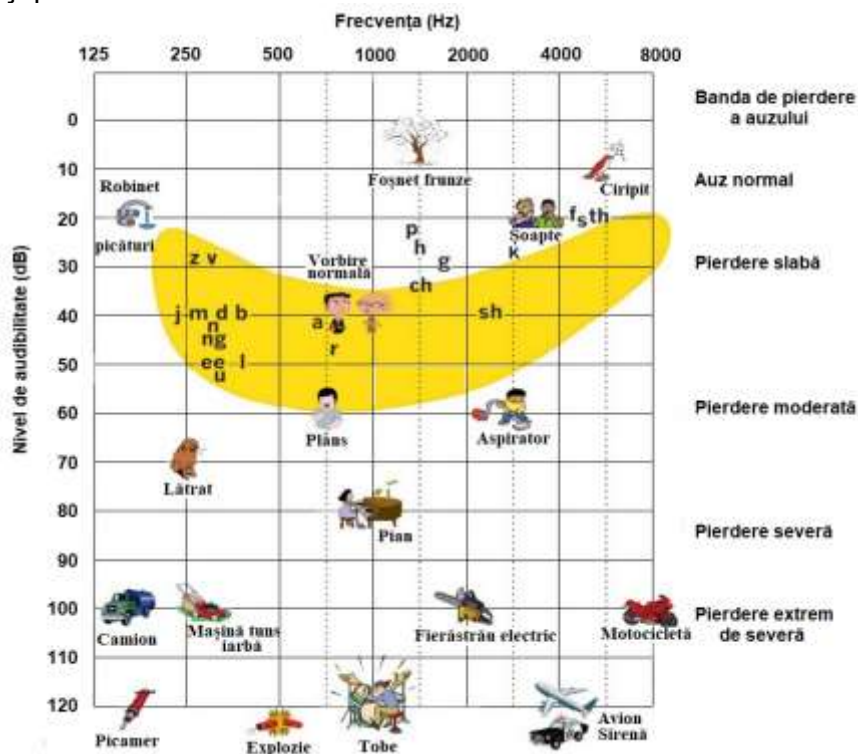 Frecvența (Hz)
125 250 500 1000 2000 4000 8000
Nivel de audibilitate (dB)
0
10
20
30
40
50
60
70
80
90
100
110
120
Banda de pierdere
a auzului
Auz normal
Pierdere slabă
Pierdere moderată
Pierdere severă
Pierdere extrem
de severă
Foșnet frunze
Ciripit
Robinet
picături
Șoapte
f s th
k
p
h
g
ch
z v
Vorbire
normală
j m d b
n
ng
ee l
u
a
r
sh
Plâns
Aspirator
Lătrat
Pian
Camion
Mașină tuns
iarbă
Fierăstrău electric
Motocicletă
Picamer
Explozie
Tobe
Avion
Sirenă